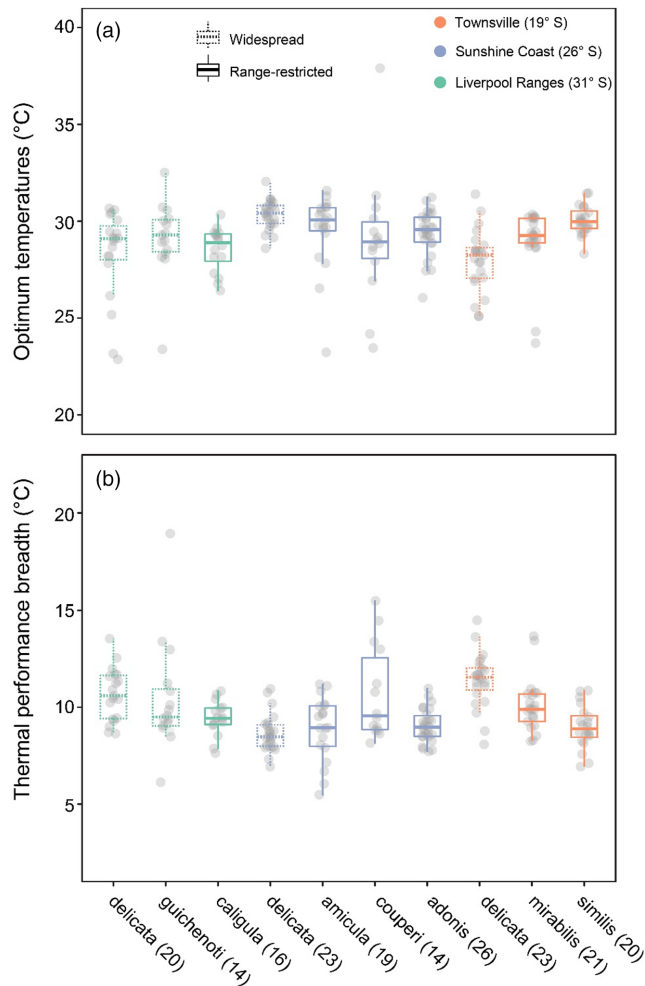 (a)
Widespread
Range-restricted
Townsville (19° S)
Sunshine Coast (26° S)
Liverpool Ranges (31° S)
Optimum temperatures (°C)
40
35
30
25
20
(b)
Thermal performance breadth (°C)
20
15
10
5
delicata (20)
guichenoti (14)
caligula (16)
delicata (23)
amicula (19)
couperi (14)
adonis (26)
delicata (23)
mirabilis (21)
similis (20)